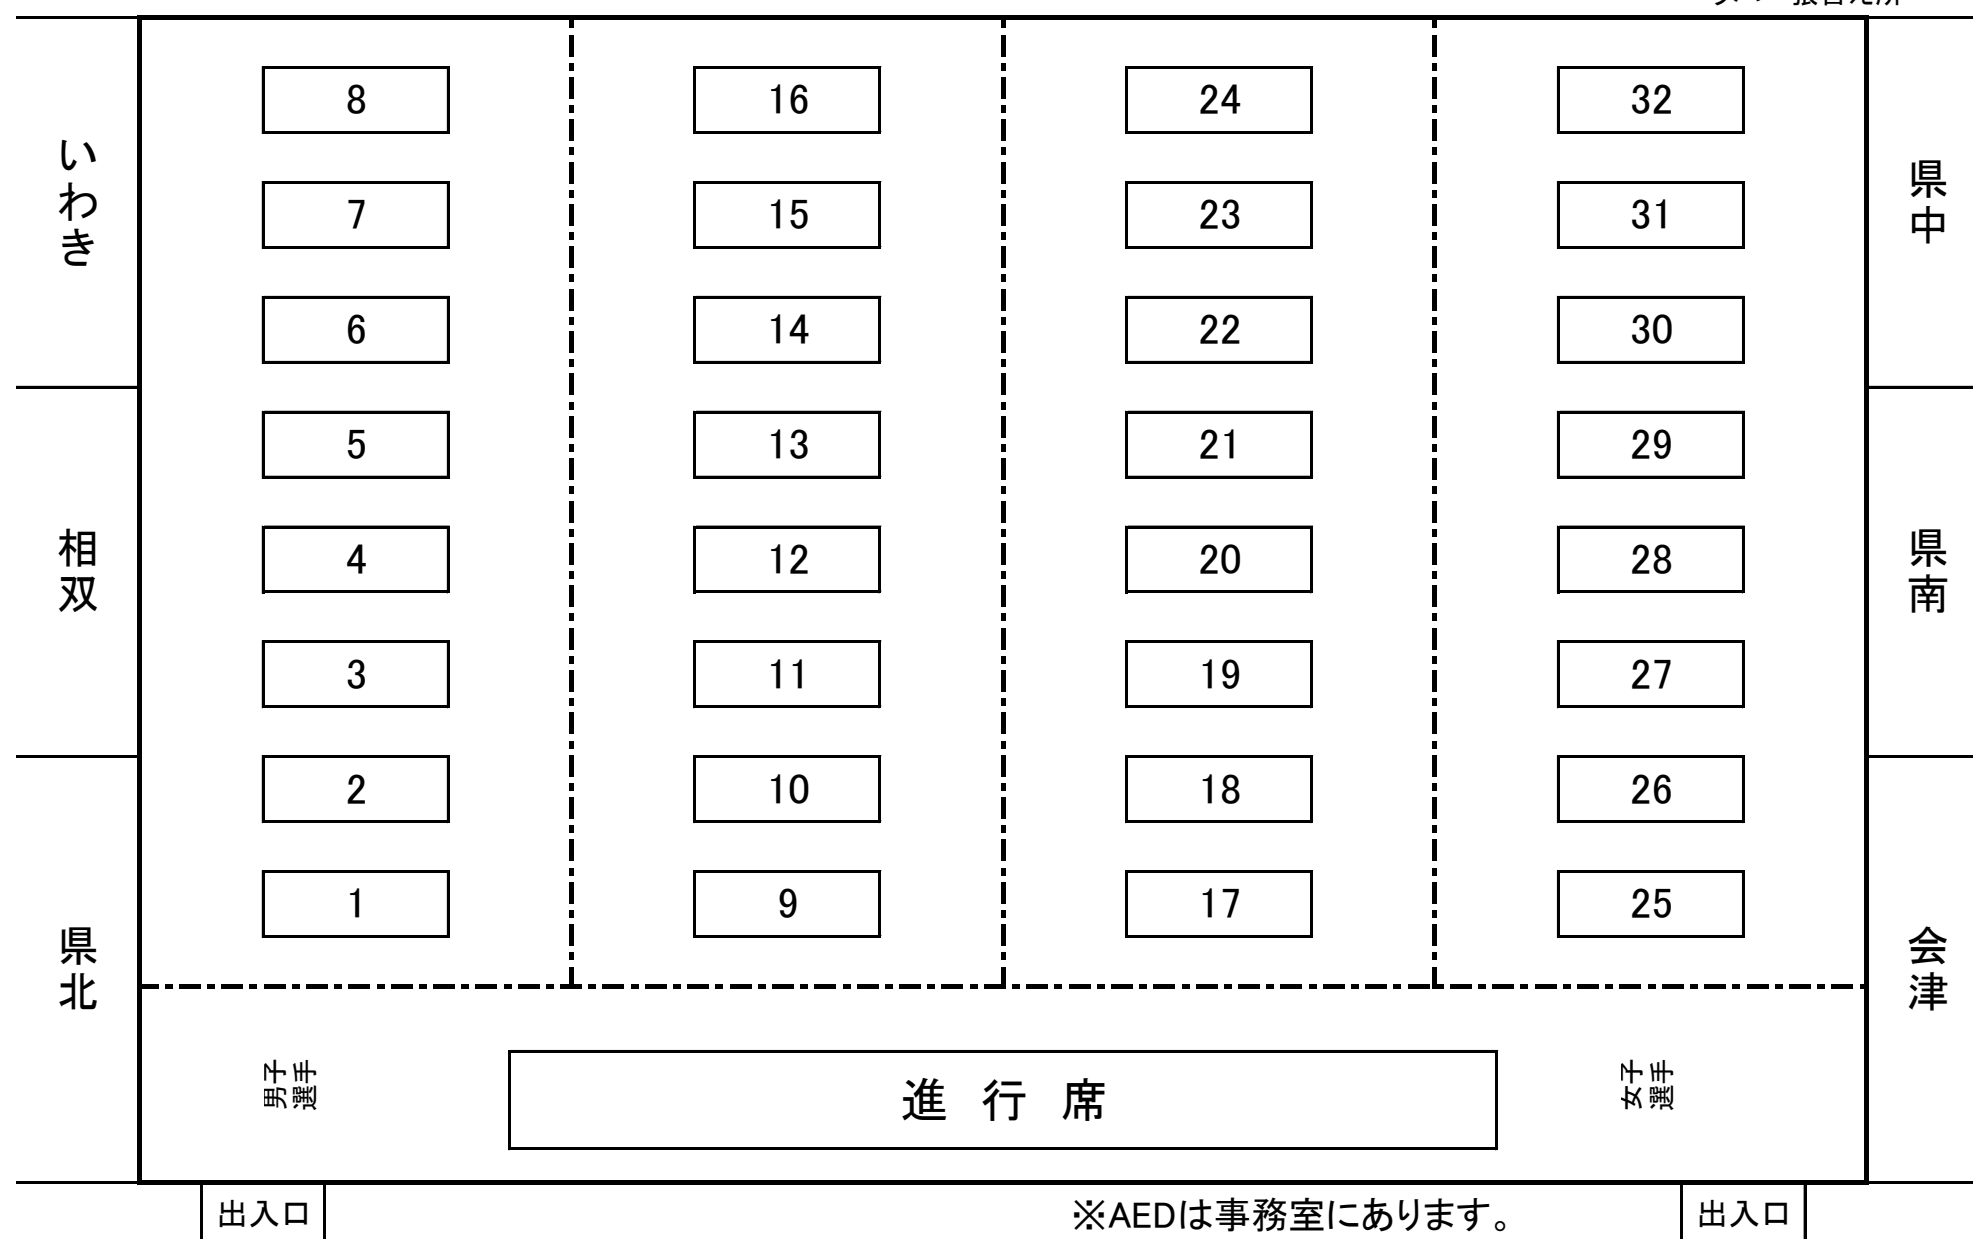 8 16 24 32
いわき
県中
7 15 23 31
6 14 22 30
5 13 21 29
相双
県南
4 12 20 28
3 11 19 27
2 10 18 26
1 9 17 25
県北
会津
男子
選手
進行席
女子
選手
出入口
※AEDは事務室にあります。
出入口